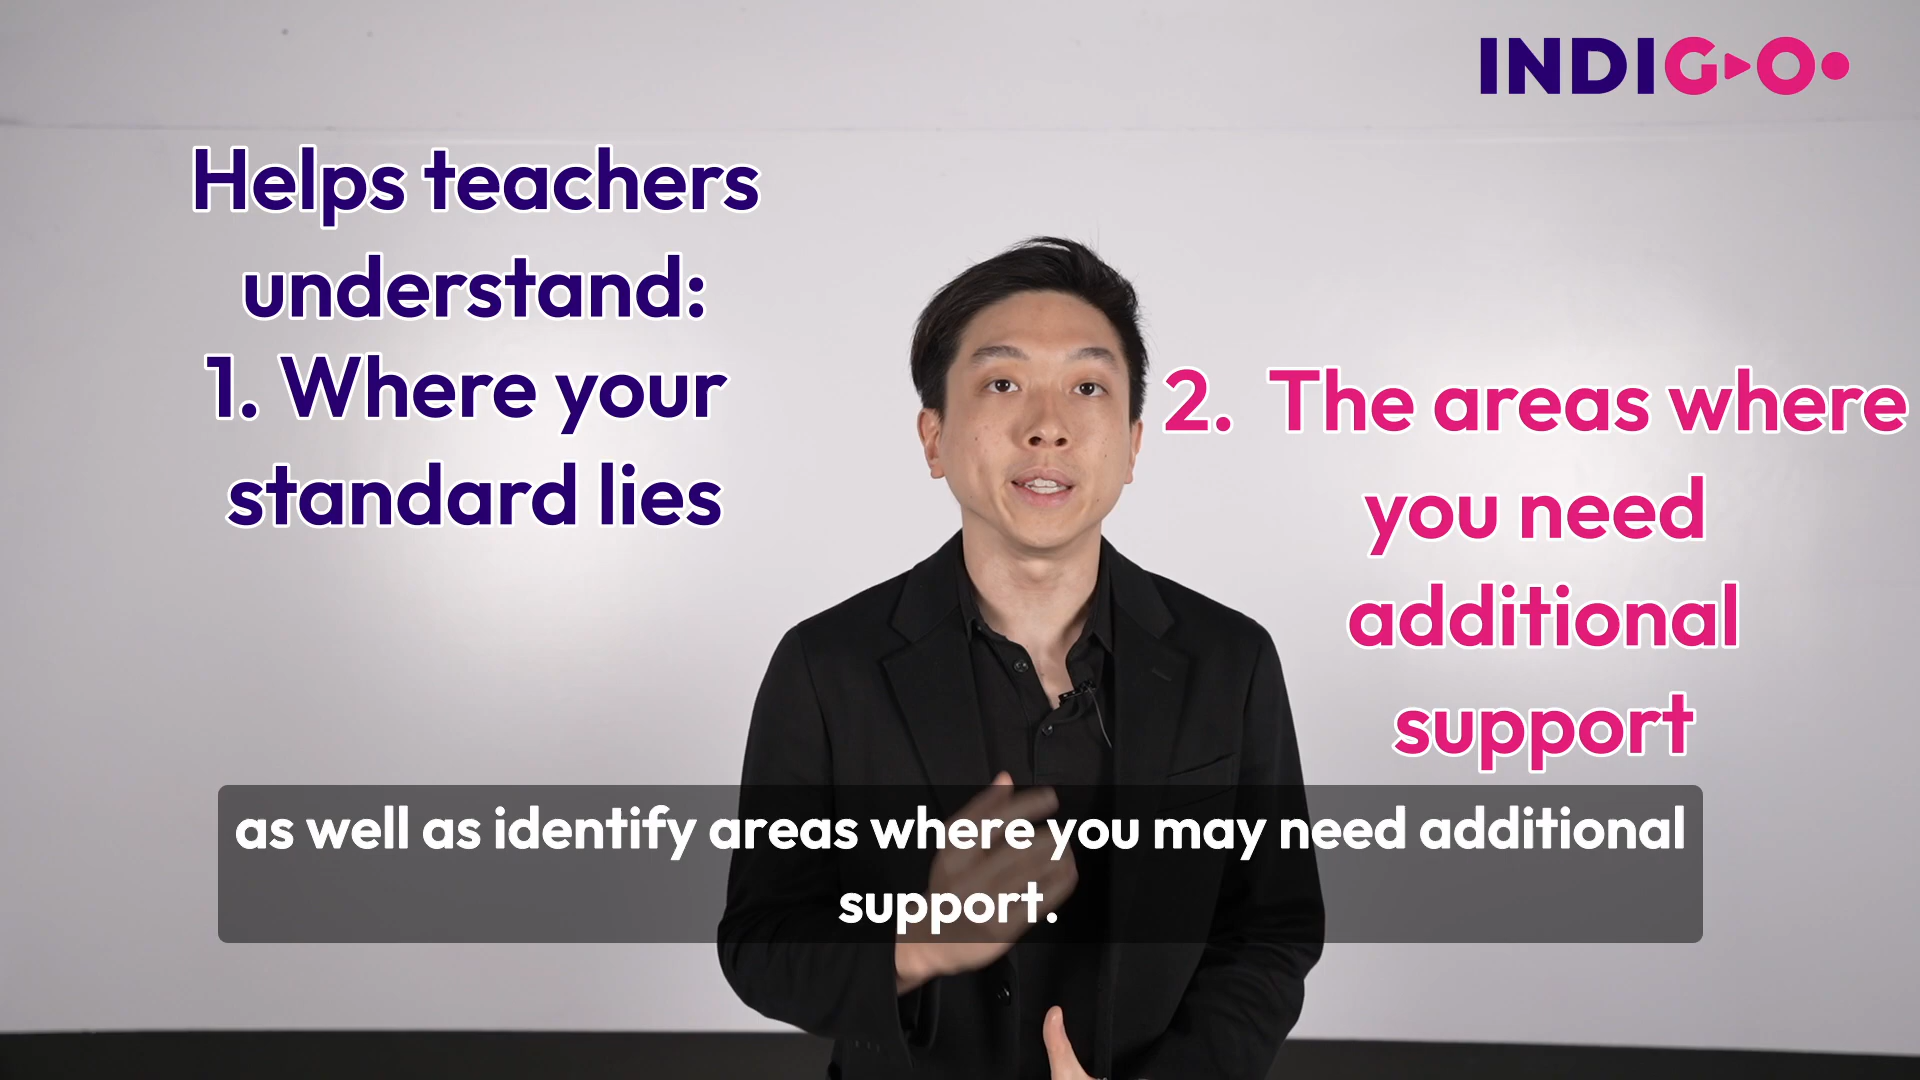 INDIGO
Helps teachers
understand:
1. Where your
standard lies
2. The areas where
you need
additional
support
as well as identify areas where you may need additional
support.